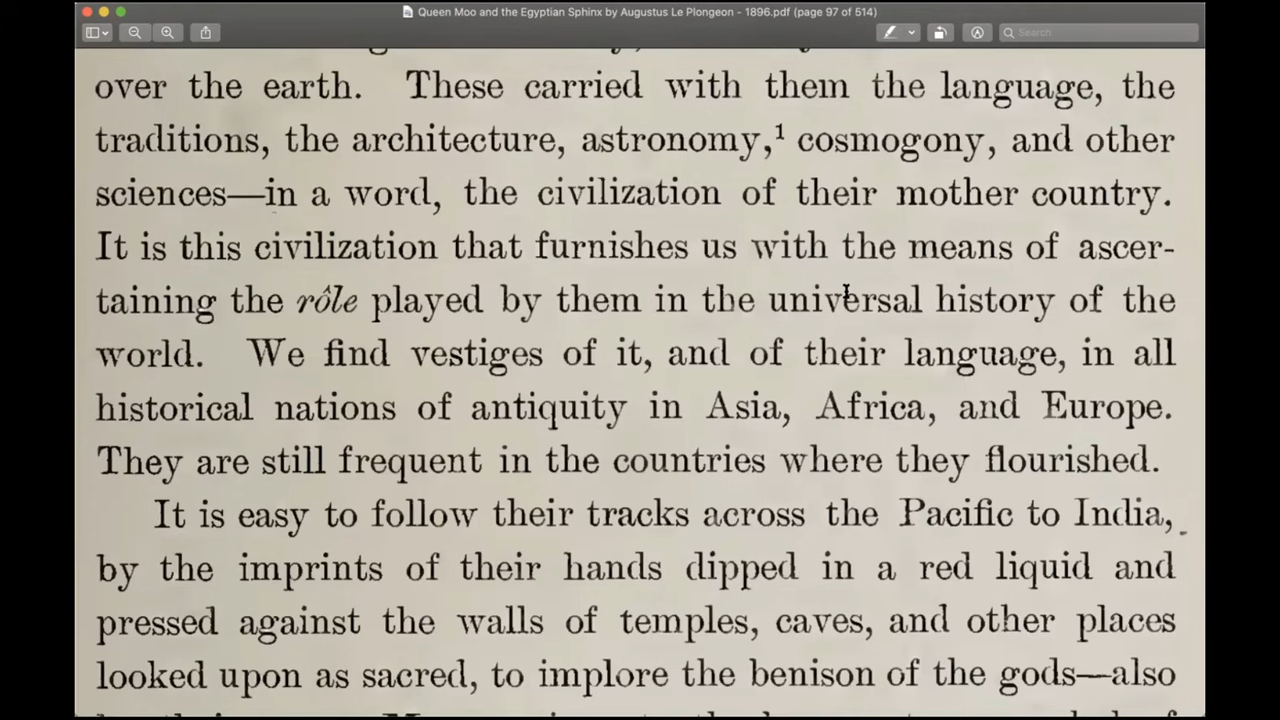 Queen Moo and the Egyptian Sphinx by Augustus Le Plongeon - 1896.pdf (page 97 of 514)
Search
over the earth. These carried with them the language, the
traditions, the architecture, astronomy,¹ cosmogony, and other
sciences—in a word, the civilization of their mother country.
It is this civilization that furnishes us with the means of ascer-
taining the rôle played by them in the universal history of the
world. We find vestiges of it, and of their language, in all
historical nations of antiquity in Asia, Africa, and Europe.
They are still frequent in the countries where they flourished.
It is easy to follow their tracks across the Pacific to India,
by the imprints of their hands dipped in a red liquid and
pressed against the walls of temples, caves, and other places
looked upon as sacred, to implore the benison of the gods—also